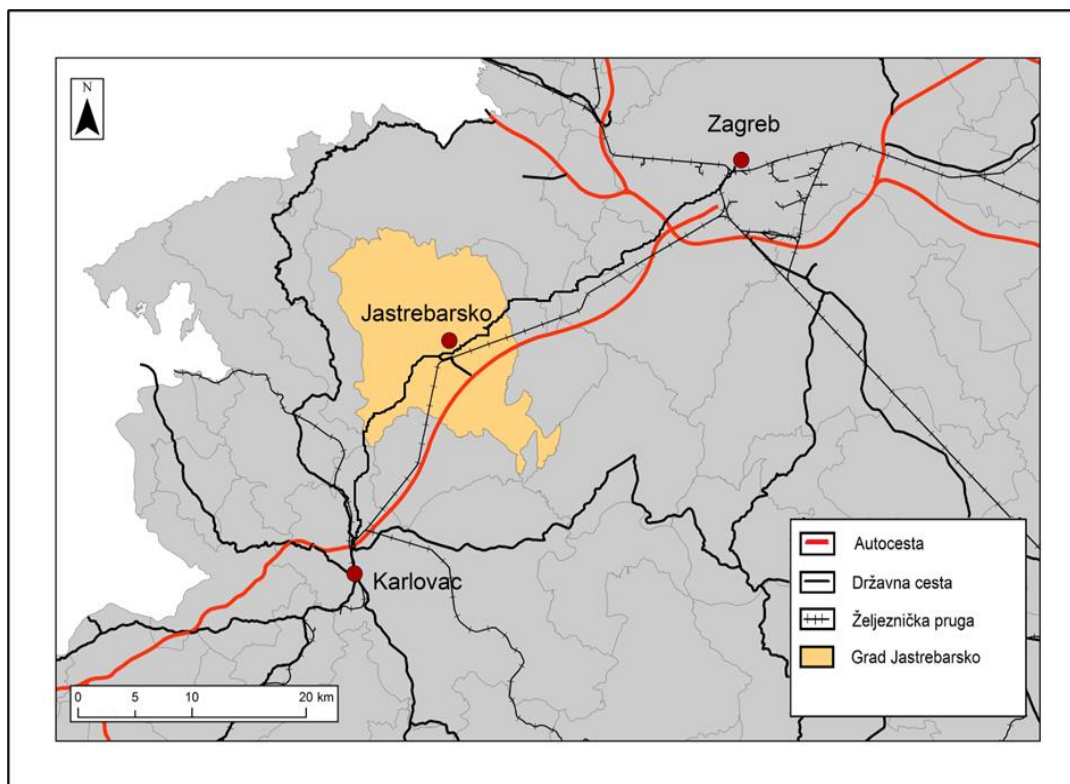 N
Zagreb
Jastrebarsko
Karlovac
Autocesta
Državna cesta
Željeznička pruga
Grad Jastrebarsko
0 5 10 20 km